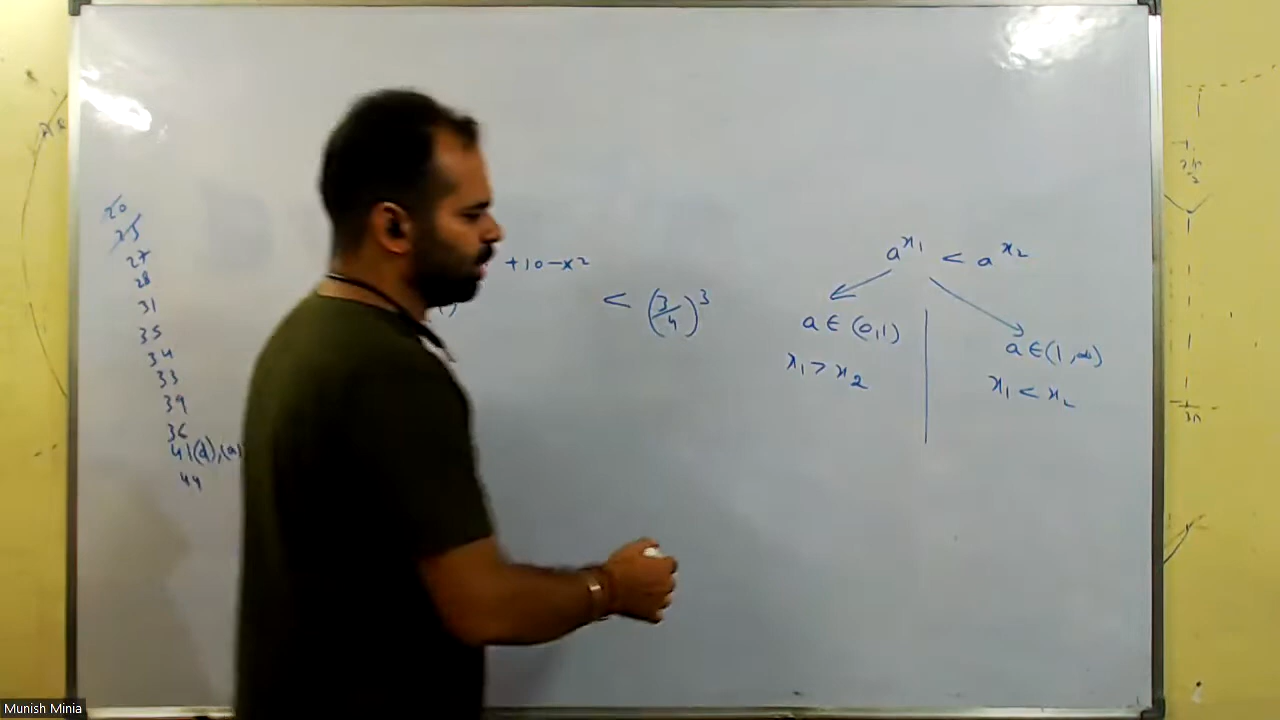 20
25
27
28
31
35
34
33
39
36
41(d),(a)
44
+10-x2
< (3/4)^3
a^x1 < a^x2
a ∈ (0,1)
x1 > x2
a ∈ (1,∞)
x1 < x2
Munish Minia